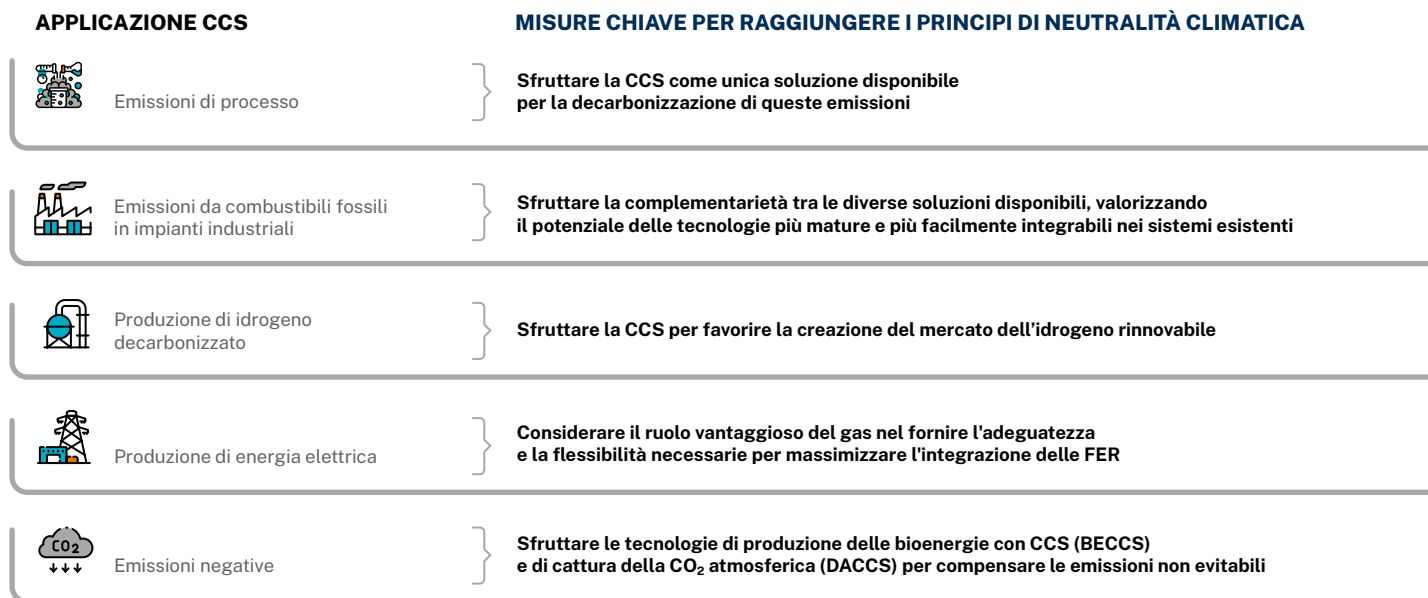 APPLICAZIONE CCS
MISURE CHIAVE PER RAGGIUNGERE I PRINCIPI DI NEUTRALITÀ CLIMATICA
Emissioni di processo
Sfruttare la CCS come unica soluzione disponibile
per la decarbonizzazione di queste emissioni
Emissioni da combustibili fossili
in impianti industriali
Sfruttare la complementarietà tra le diverse soluzioni disponibili, valorizzando
il potenziale delle tecnologie più mature e più facilmente integrabili nei sistemi esistenti
Produzione di idrogeno
decarbonizzato
Sfruttare la CCS per favorire la creazione del mercato dell’idrogeno rinnovabile
Produzione di energia elettrica
Considerare il ruolo vantaggioso del gas nel fornire l'adeguatezza
e la flessibilità necessarie per massimizzare l'integrazione delle FER
CO2
Emissioni negative
Sfruttare le tecnologie di produzione delle bioenergie con CCS (BECCS)
e di cattura della CO₂ atmosferica (DACCS) per compensare le emissioni non evitabili